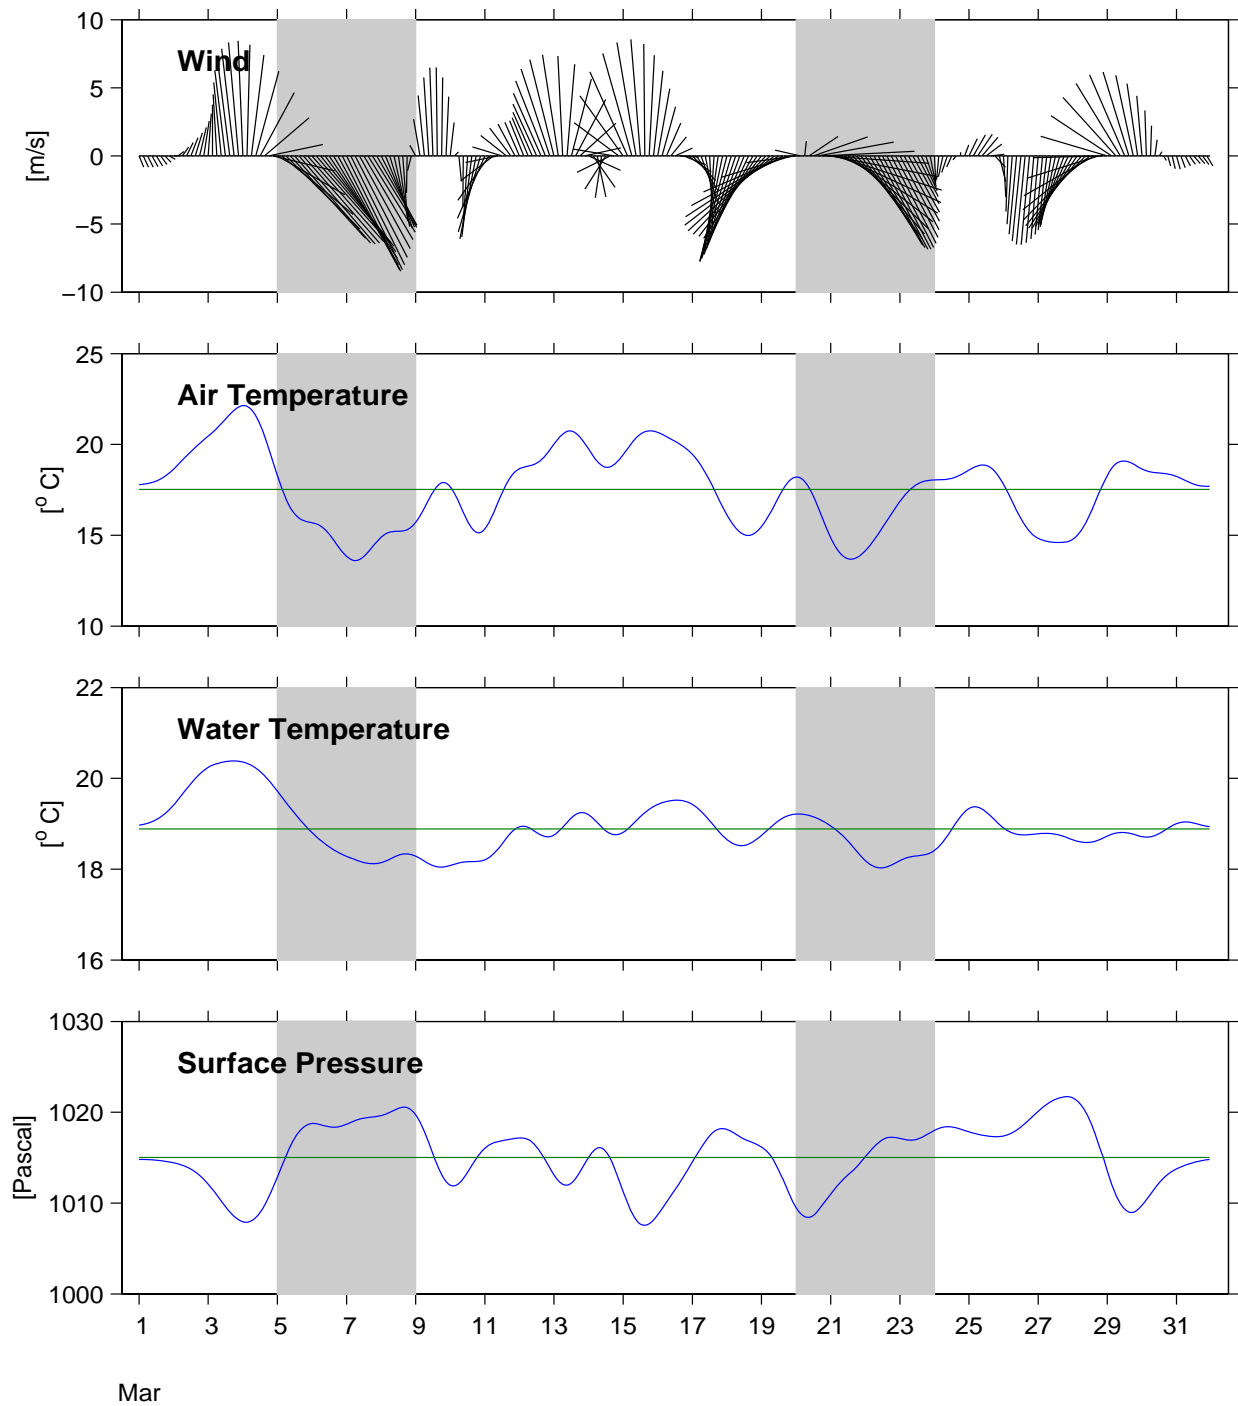 10
5
0
−5
−10
[m/s]
Wind
25
20
15
10
[° C]
Air Temperature
22
20
18
16
[° C]
Water Temperature
1030
1020
1010
1000
[Pascal]
Surface Pressure
1 3 5 7 9 11 13 15 17 19 21 23 25 27 29 31
Mar